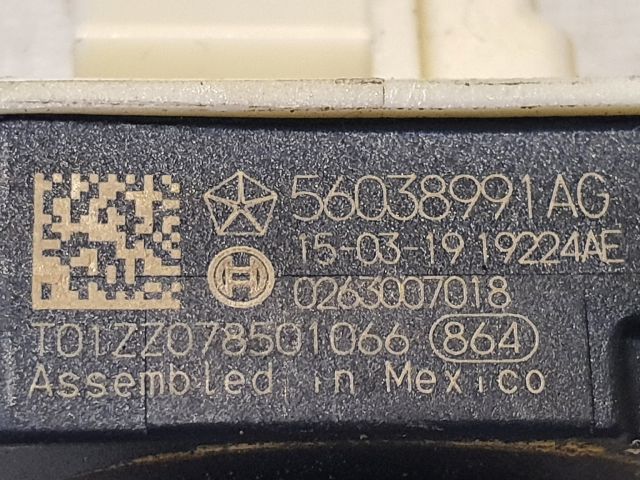 56038991AG
15-03-19 19224AE
0263007018
T01ZZ078501066 864
Assembled in Mexico